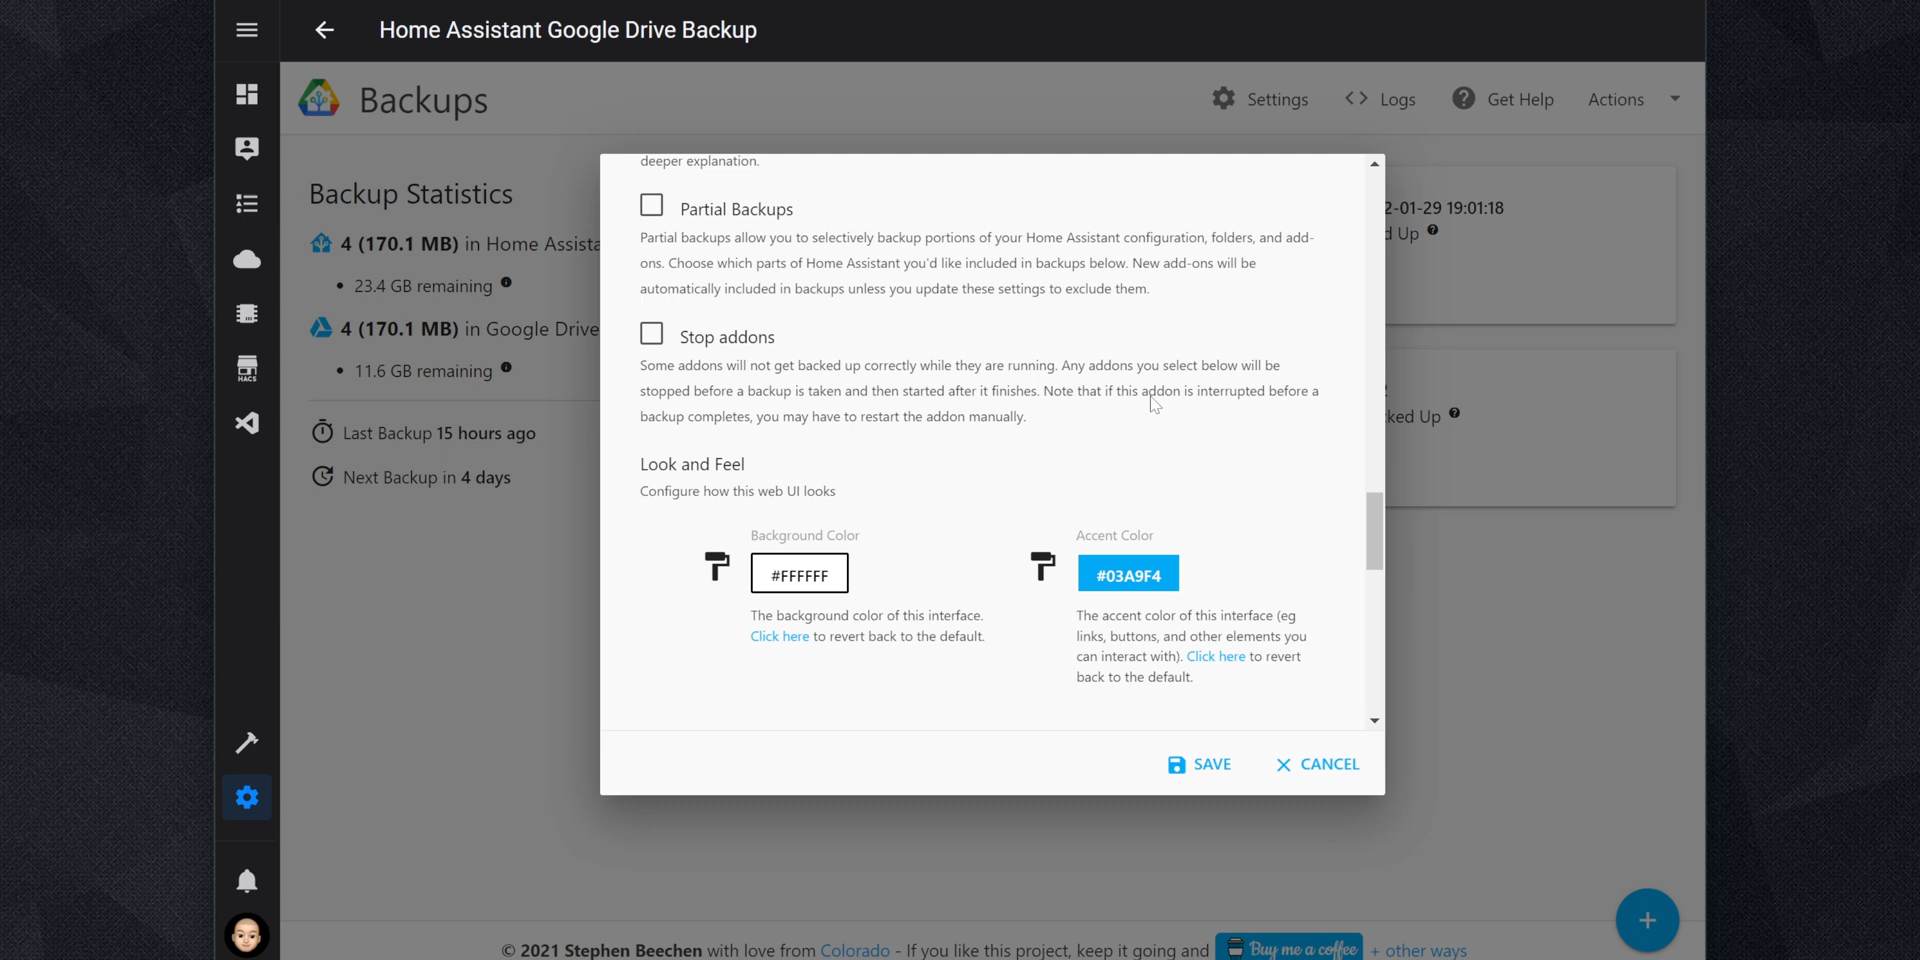 Home Assistant Google Drive Backup
HACS
Backups
Settings
Logs
Get Help
Actions
Backup Statistics
4 (170.1 MB) in Home Assista
23.4 GB remaining
4 (170.1 MB) in Google Drive
11.6 GB remaining
Last Backup 15 hours ago
Next Backup in 4 days
deeper explanation.
Partial Backups
Partial backups allow you to selectively backup portions of your Home Assistant configuration, folders, and add-
ons. Choose which parts of Home Assistant you'd like included in backups below. New add-ons will be
automatically included in backups unless you update these settings to exclude them.
Stop addons
Some addons will not get backed up correctly while they are running. Any addons you select below will be
stopped before a backup is taken and then started after it finishes. Note that if this addon is interrupted before a
backup completes, you may have to restart the addon manually.
Look and Feel
Configure how this web UI looks
Background Color
#FFFFFF
The background color of this interface.
Click here to revert back to the default.
Accent Color
#03A9F4
The accent color of this interface (eg
links, buttons, and other elements you
can interact with). Click here to revert
back to the default.
SAVE
CANCEL
2-01-29 19:01:18
d Up
ked Up
© 2021 Stephen Beechen with love from Colorado - If you like this project, keep it going and Buy me a coffee + other ways